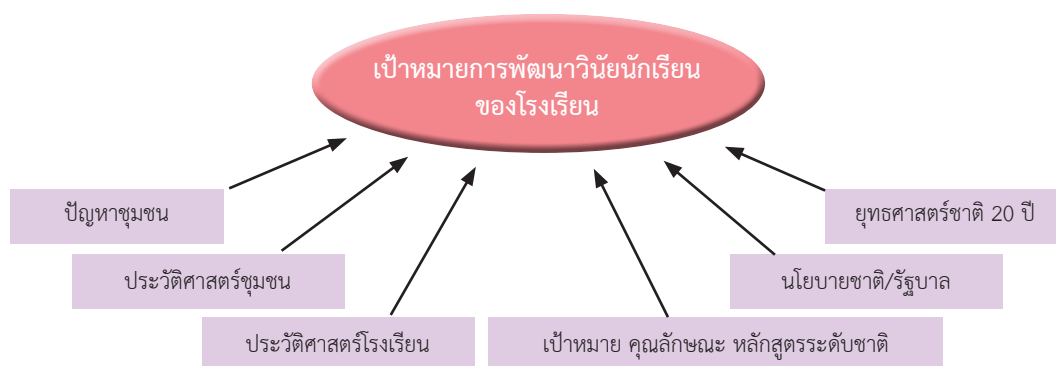 เป้าหมายการพัฒนาวินัยนักเรียน
ของโรงเรียน
ปัญหาชุมชน
ยุทธศาสตร์ชาติ 20 ปี
ประวัติศาสตร์ชุมชน
นโยบายชาติ/รัฐบาล
ประวัติศาสตร์โรงเรียน
เป้าหมาย คุณลักษณะ หลักสูตรระดับชาติ